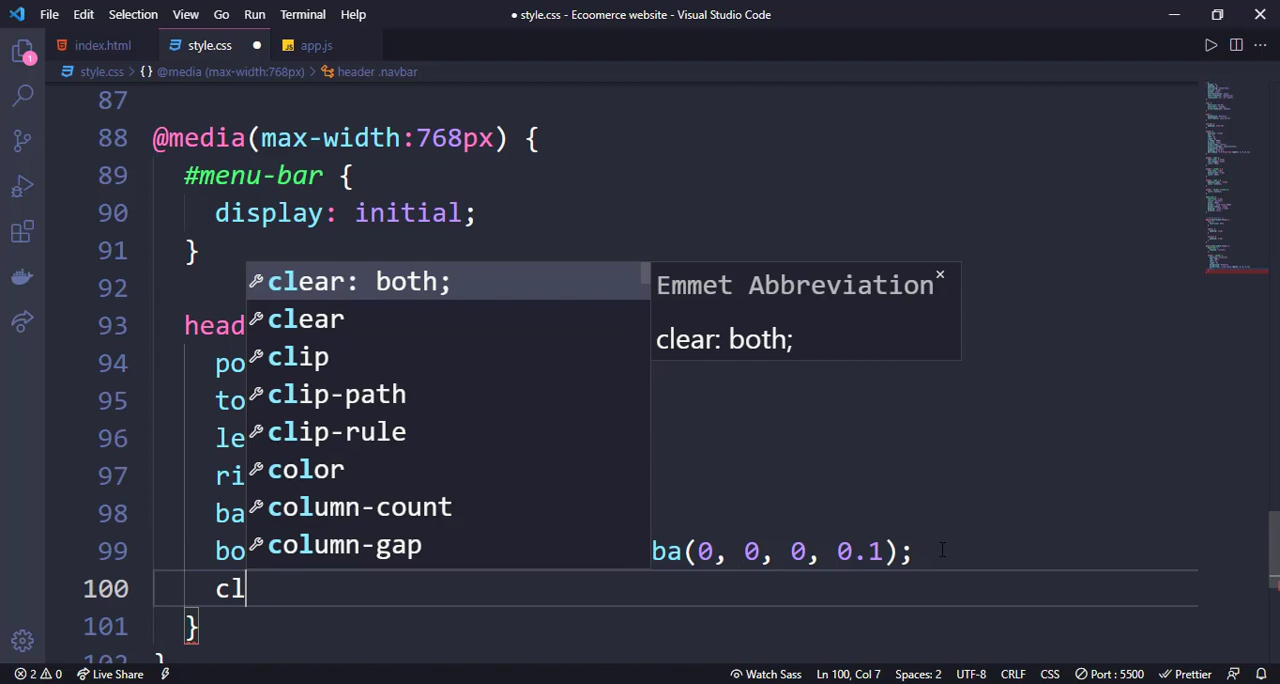 File Edit Selection View Go Run Terminal Help ● style.css - Ecoomerce website - Visual Studio Code
1 index.html style.css ● JS app.js
style.css > {} @media (max-width:768px) > header .navbar
87
88 @media(max-width:768px) {
89 #menu-bar {
90 display: initial;
91 }
92 clear: both; Emmet Abbreviation ×
93 head clear clear: both;
94 po clip
95 to clip-path
96 le clip-rule
97 ri color
98 ba column-count
99 bo column-gap ba(0, 0, 0, 0.1);
100 cl
101 }
102 }
2 0 Live Share Watch Sass Ln 100, Col 7 Spaces: 2 UTF-8 CRLF CSS Port : 5500 Prettier